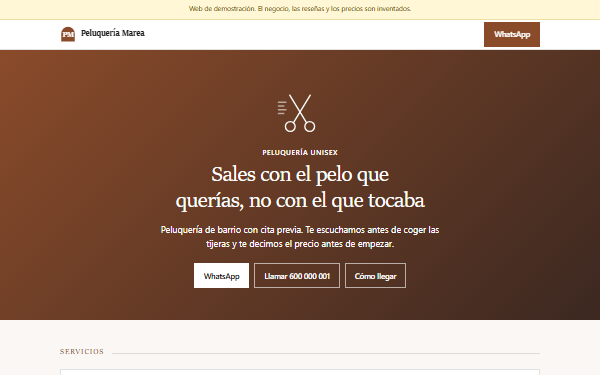 Web de demostración. El negocio, las reseñas y los precios son inventados.
PM Peluquería Marea
WhatsApp
PELUQUERÍA UNISEX
Sales con el pelo que
querías, no con el que tocaba
Peluquería de barrio con cita previa. Te escuchamos antes de coger las
tijeras y te decimos el precio antes de empezar.
WhatsApp
Llamar 600 000 001
Cómo llegar
SERVICIOS